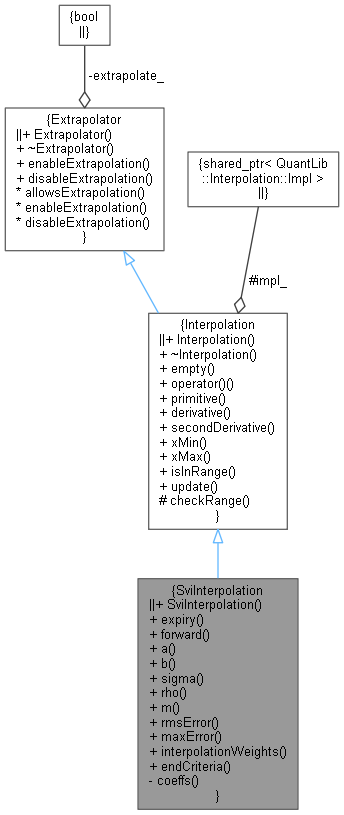 {bool
||}
-extrapolate_
{Extrapolator
||+ Extrapolator()
+ ~Extrapolator()
+ enableExtrapolation()
+ disableExtrapolation()
* allowsExtrapolation()
* enableExtrapolation()
* disableExtrapolation()
}
{shared_ptr< QuantLib
::Interpolation::Impl >
||}
#impl_
{Interpolation
||+ Interpolation()
+ ~Interpolation()
+ empty()
+ operator()()
+ primitive()
+ derivative()
+ secondDerivative()
+ xMin()
+ xMax()
+ isInRange()
+ update()
# checkRange()
}
{SviInterpolation
||+ SviInterpolation()
+ expiry()
+ forward()
+ a()
+ b()
+ sigma()
+ rho()
+ m()
+ rmsError()
+ maxError()
+ interpolationWeights()
+ endCriteria()
- coeffs()
}